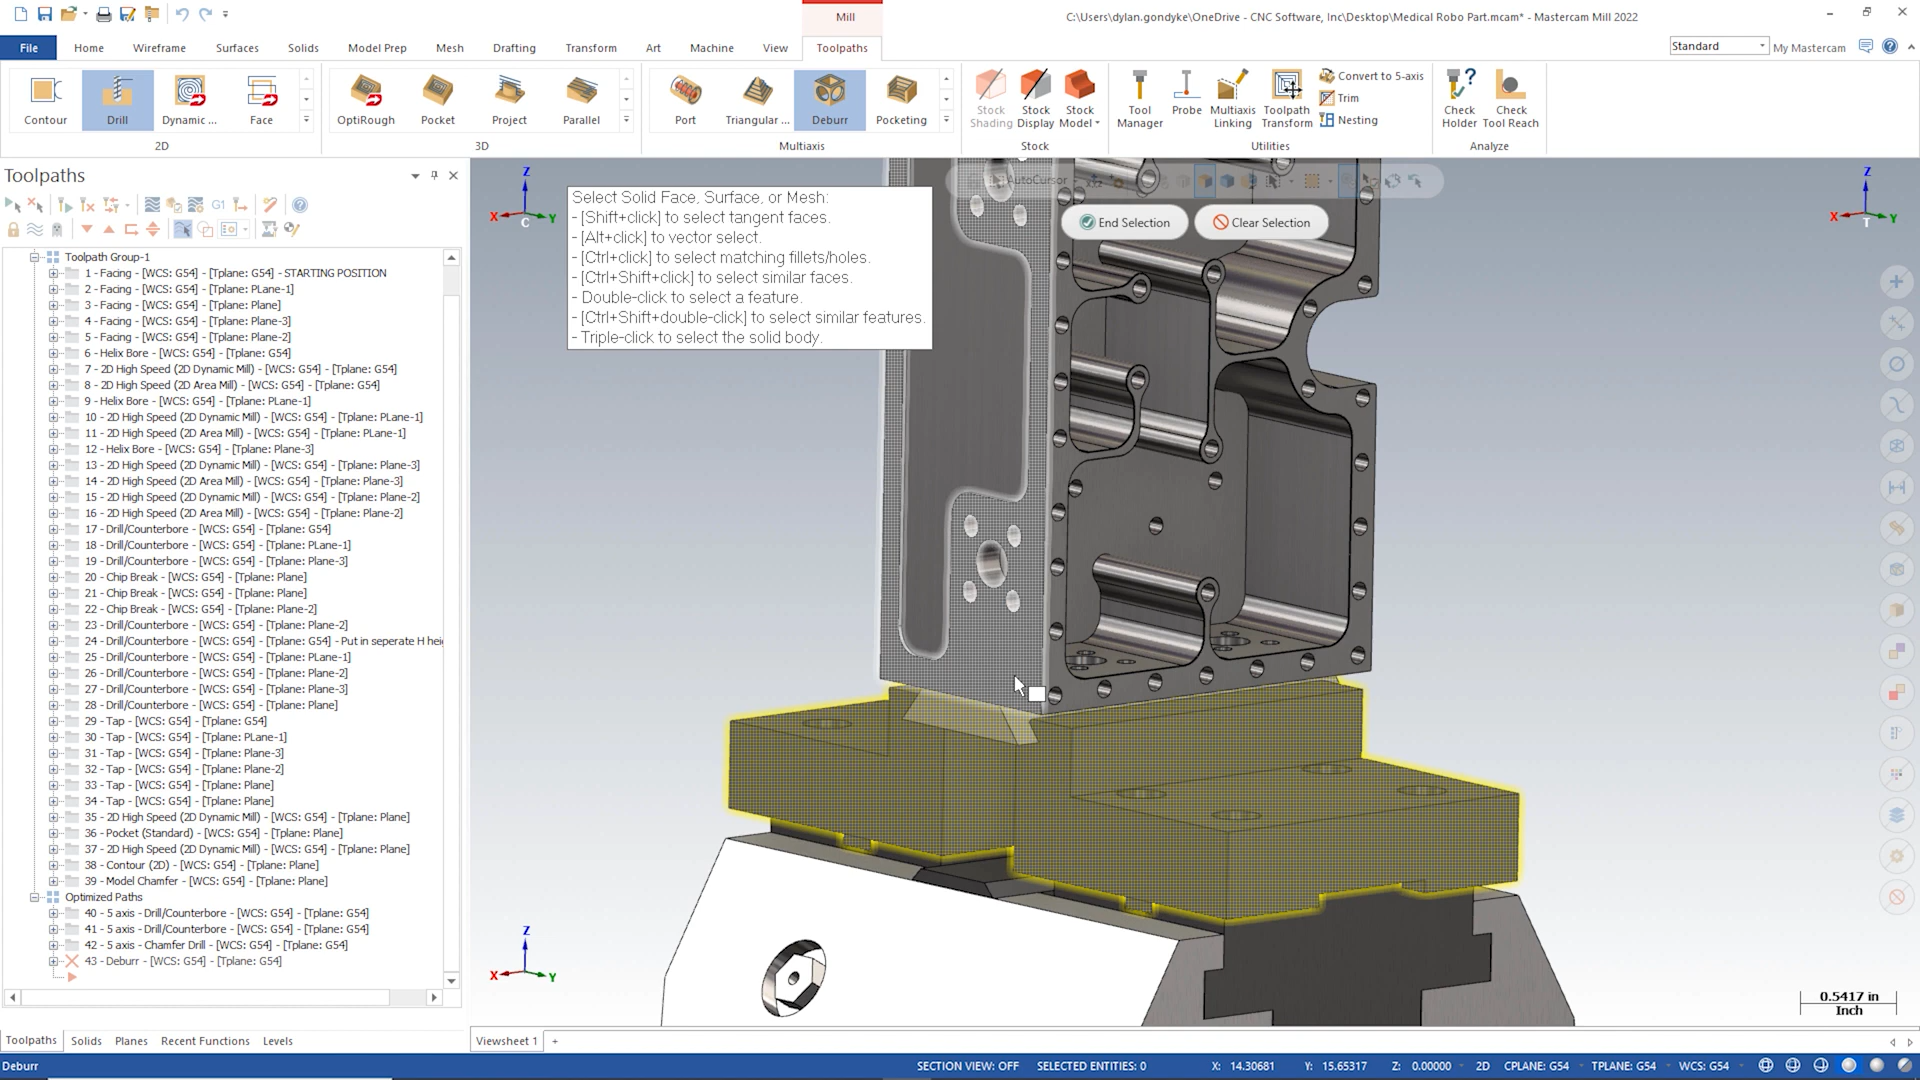 Mill
C:\Users\dylan.gondyke\OneDrive - CNC Software, Inc\Desktop\Medical Robo Part.mcam* - Mastercam Mill 2022
File
Home
Wireframe
Surfaces
Solids
Model Prep
Mesh
Drafting
Transform
Art
Machine
View
Toolpaths
Standard
My Mastercam
Contour
Drill
Dynamic ...
Face
2D
OptiRough
Pocket
Project
Parallel
3D
Port
Triangular ...
Deburr
Pocketing
Multiaxis
Stock Shading
Stock Display
Stock Model
Stock
Tool Manager
Probe
Multiaxis Linking
Toolpath Transform
Convert to 5-axis
Trim
Nesting
Utilities
Check Holder
Check Tool Reach
Analyze
Toolpaths
G1
Toolpath Group-1
1 - Facing - [WCS: G54] - [Tplane: G54] - STARTING POSITION
2 - Facing - [WCS: G54] - [Tplane: PLane-1]
3 - Facing - [WCS: G54] - [Tplane: Plane]
4 - Facing - [WCS: G54] - [Tplane: Plane-3]
5 - Facing - [WCS: G54] - [Tplane: Plane-2]
6 - Helix Bore - [WCS: G54] - [Tplane: G54]
7 - 2D High Speed (2D Dynamic Mill) - [WCS: G54] - [Tplane: G54]
8 - 2D High Speed (2D Area Mill) - [WCS: G54] - [Tplane: G54]
9 - Helix Bore - [WCS: G54] - [Tplane: PLane-1]
10 - 2D High Speed (2D Dynamic Mill) - [WCS: G54] - [Tplane: PLane-1]
11 - 2D High Speed (2D Area Mill) - [WCS: G54] - [Tplane: PLane-1]
12 - Helix Bore - [WCS: G54] - [Tplane: Plane-3]
13 - 2D High Speed (2D Dynamic Mill) - [WCS: G54] - [Tplane: Plane-3]
14 - 2D High Speed (2D Area Mill) - [WCS: G54] - [Tplane: Plane-3]
15 - 2D High Speed (2D Dynamic Mill) - [WCS: G54] - [Tplane: Plane-2]
16 - 2D High Speed (2D Area Mill) - [WCS: G54] - [Tplane: Plane-2]
17 - Drill/Counterbore - [WCS: G54] - [Tplane: G54]
18 - Drill/Counterbore - [WCS: G54] - [Tplane: PLane-1]
19 - Drill/Counterbore - [WCS: G54] - [Tplane: Plane-3]
20 - Chip Break - [WCS: G54] - [Tplane: Plane]
21 - Chip Break - [WCS: G54] - [Tplane: Plane]
22 - Chip Break - [WCS: G54] - [Tplane: Plane-2]
23 - Drill/Counterbore - [WCS: G54] - [Tplane: Plane-2]
24 - Drill/Counterbore - [WCS: G54] - [Tplane: G54] - Put in seperate H hei
25 - Drill/Counterbore - [WCS: G54] - [Tplane: PLane-1]
26 - Drill/Counterbore - [WCS: G54] - [Tplane: Plane-2]
27 - Drill/Counterbore - [WCS: G54] - [Tplane: Plane-3]
28 - Drill/Counterbore - [WCS: G54] - [Tplane: Plane]
29 - Tap - [WCS: G54] - [Tplane: G54]
30 - Tap - [WCS: G54] - [Tplane: PLane-1]
31 - Tap - [WCS: G54] - [Tplane: Plane-3]
32 - Tap - [WCS: G54] - [Tplane: Plane-2]
33 - Tap - [WCS: G54] - [Tplane: Plane]
34 - Tap - [WCS: G54] - [Tplane: Plane]
35 - 2D High Speed (2D Dynamic Mill) - [WCS: G54] - [Tplane: Plane]
36 - Pocket (Standard) - [WCS: G54] - [Tplane: Plane]
37 - 2D High Speed (2D Dynamic Mill) - [WCS: G54] - [Tplane: Plane]
38 - Contour (2D) - [WCS: G54] - [Tplane: Plane]
39 - Model Chamfer - [WCS: G54] - [Tplane: Plane]
Optimized Paths
40 - 5 axis - Drill/Counterbore - [WCS: G54] - [Tplane: G54]
41 - 5 axis - Drill/Counterbore - [WCS: G54] - [Tplane: G54]
42 - 5 axis - Chamfer Drill - [WCS: G54] - [Tplane: G54]
43 - Deburr - [WCS: G54] - [Tplane: G54]
Toolpaths
Solids
Planes
Recent Functions
Levels
Z
X
Y
C
Select Solid Face, Surface, or Mesh:
- [Shift+click] to select tangent faces.
- [Alt+click] to vector select.
- [Ctrl+click] to select matching fillets/holes.
- [Ctrl+Shift+click] to select similar faces.
- Double-click to select a feature.
- [Ctrl+Shift+double-click] to select similar features.
- Triple-click to select the solid body.
AutoCursor
End Selection
Clear Selection
Z
X
Y
T
Z
X
Y
0.5417 in
Inch
Viewsheet 1
+
Deburr
SECTION VIEW: OFF
SELECTED ENTITIES: 0
X: 14.30681
Y: 15.65317
Z: 0.00000
2D
CPLANE: G54
TPLANE: G54
WCS: G54